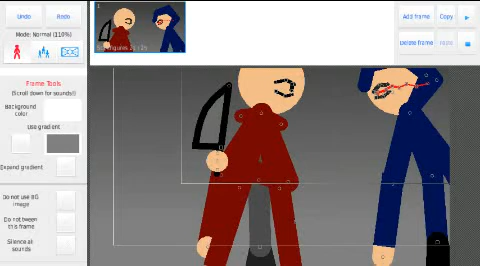 Undo Redo
Mode: Normal (110%)
Frame Tools
(Scroll down for sounds!)
Background color
Use gradient
Expand gradient
Do not use BG image
Do not tween this frame
Silence all sounds
1
Add frame Copy
Delete frame